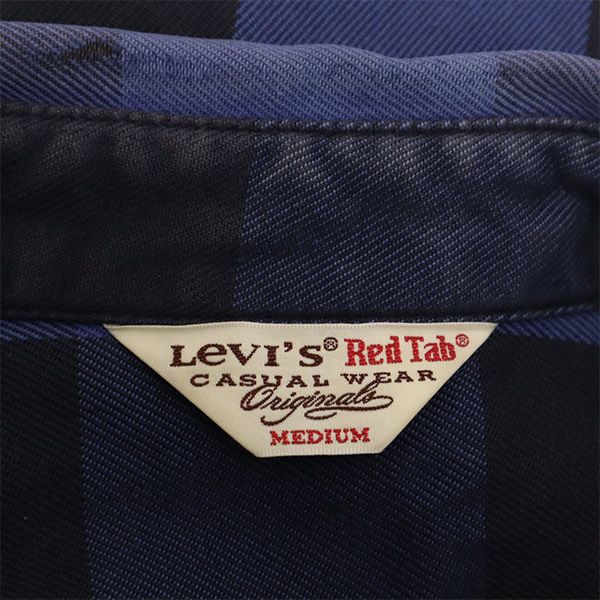 LeVI'S® Red Tab®
CASUAL WEAR
Originals
MEDIUM